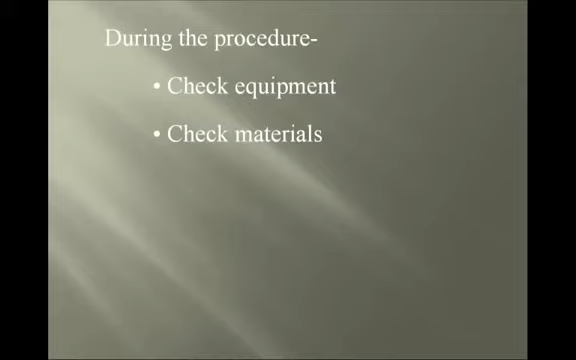 During the procedure-
• Check equipment
• Check materials